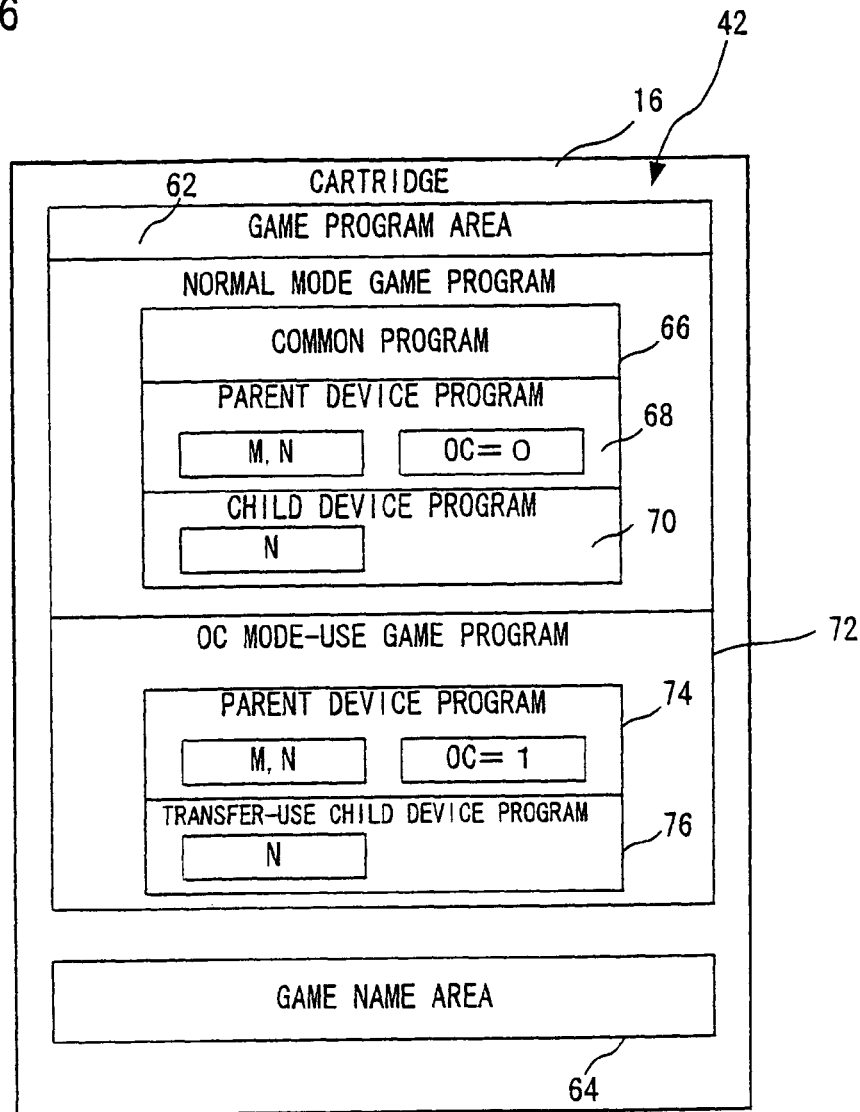 6
42
16
CARTRIDGE
62
GAME PROGRAM AREA
NORMAL MODE GAME PROGRAM
COMMON PROGRAM
66
PARENT DEVICE PROGRAM
68
M, N
OC= 0
CHILD DEVICE PROGRAM
70
N
OC MODE-USE GAME PROGRAM
72
PARENT DEVICE PROGRAM
74
M, N
OC= 1
TRANSFER-USE CHILD DEVICE PROGRAM
76
N
GAME NAME AREA
64